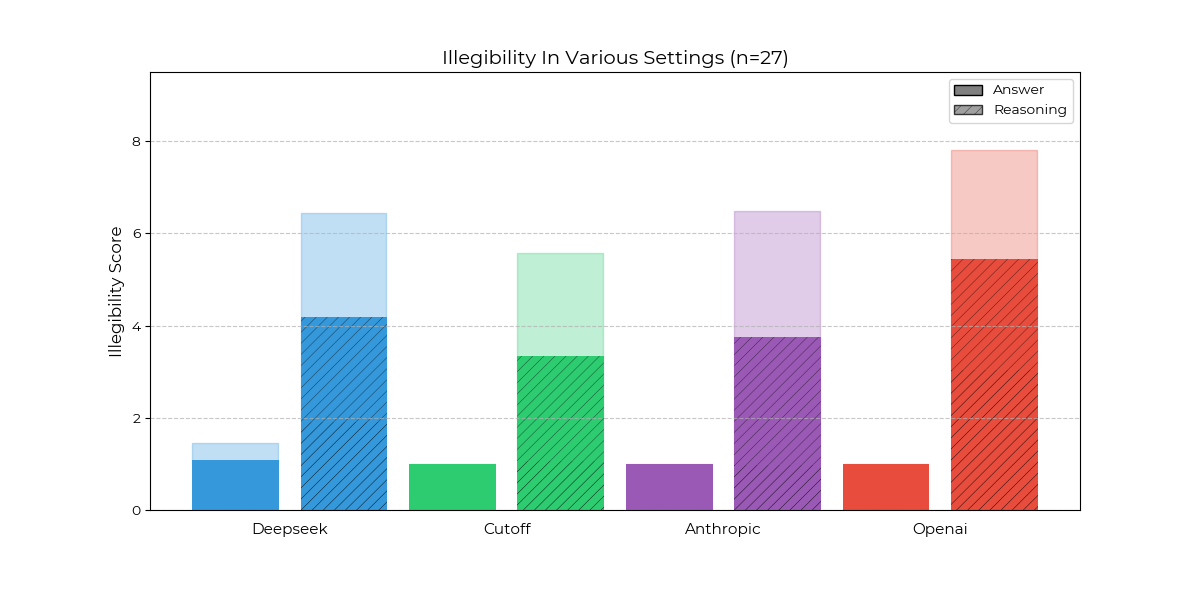 Illegibility In Various Settings (n=27)
Answer
Reasoning
Illegibility Score
8
6
4
2
0
Deepseek
Cutoff
Anthropic
Openai